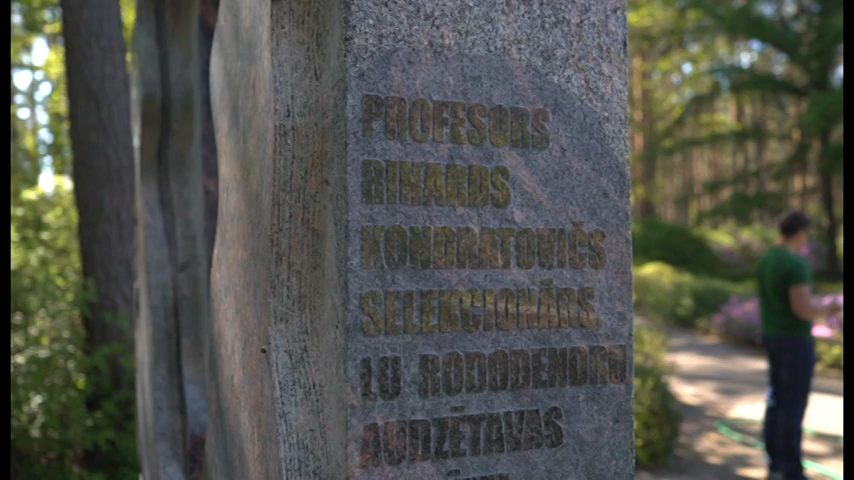 PROFESORS
RIHARDS
KONDRATOVIČS
SELEKCIONĀRS,
LU RODODENDRU
AUDZĒTAVAS